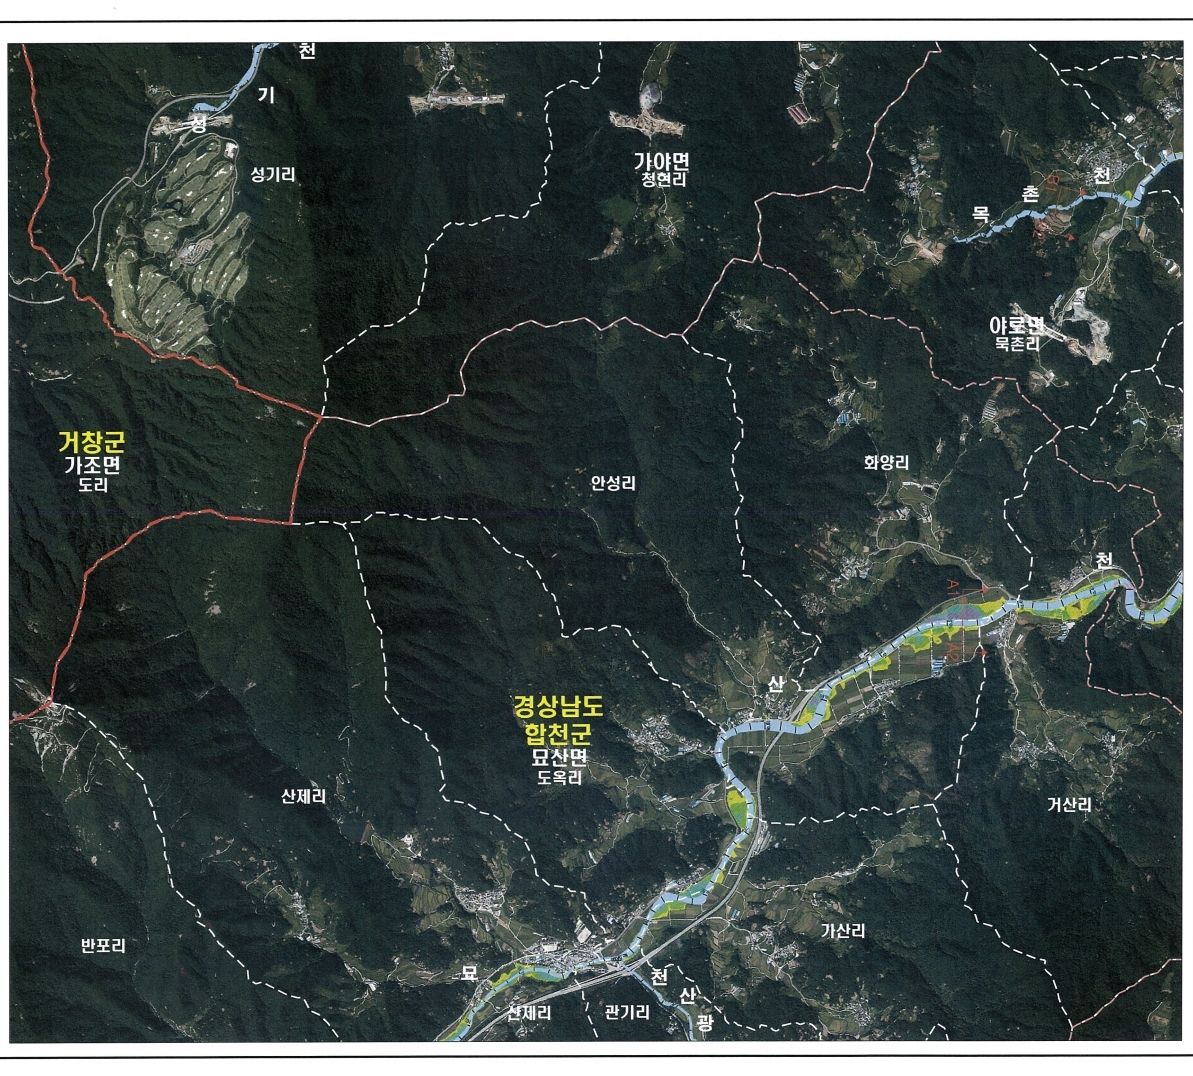 천
기
성
성기리
가야면
청현리
천
촌
묵
야로면
묵촌리
거창군
가조면
도리
안성리
화양리
천
A1
A2
산
경상남도
합천군
묘산면
도옥리
산제리
거산리
가산리
반포리
묘
천
산
광
산제리
관기리